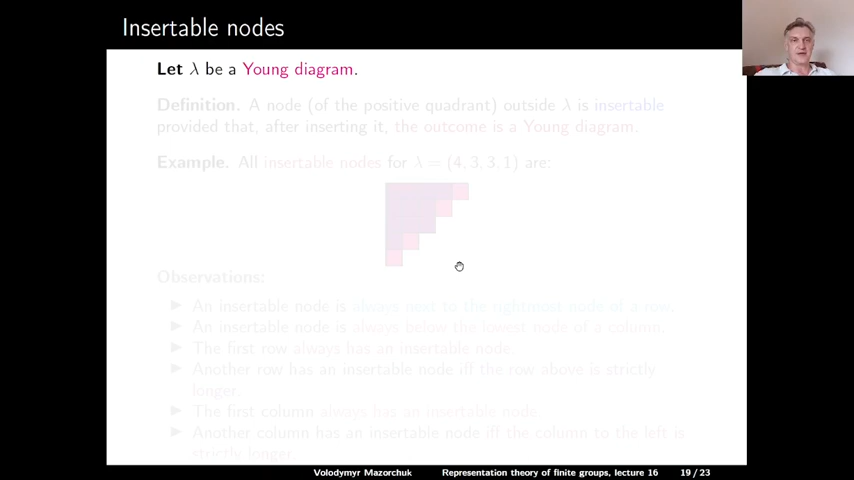 Insertable nodes
Let λ be a Young diagram.
Definition. A node (of the positive quadrant) outside λ is insertable
provided that, after inserting it, the outcome is a Young diagram.
Example. All insertable nodes for λ = (4, 3, 3, 1) are:
Observations:
▶ An insertable node is always next to the rightmost node of a row.
▶ An insertable node is always below the lowest node of a column.
▶ The first row always has an insertable node.
▶ Another row has an insertable node iff the row above is strictly
longer.
▶ The first column always has an insertable node.
▶ Another column has an insertable node iff the column to the left is
strictly longer.
Volodymyr Mazorchuk Representation theory of finite groups, lecture 16 19/23